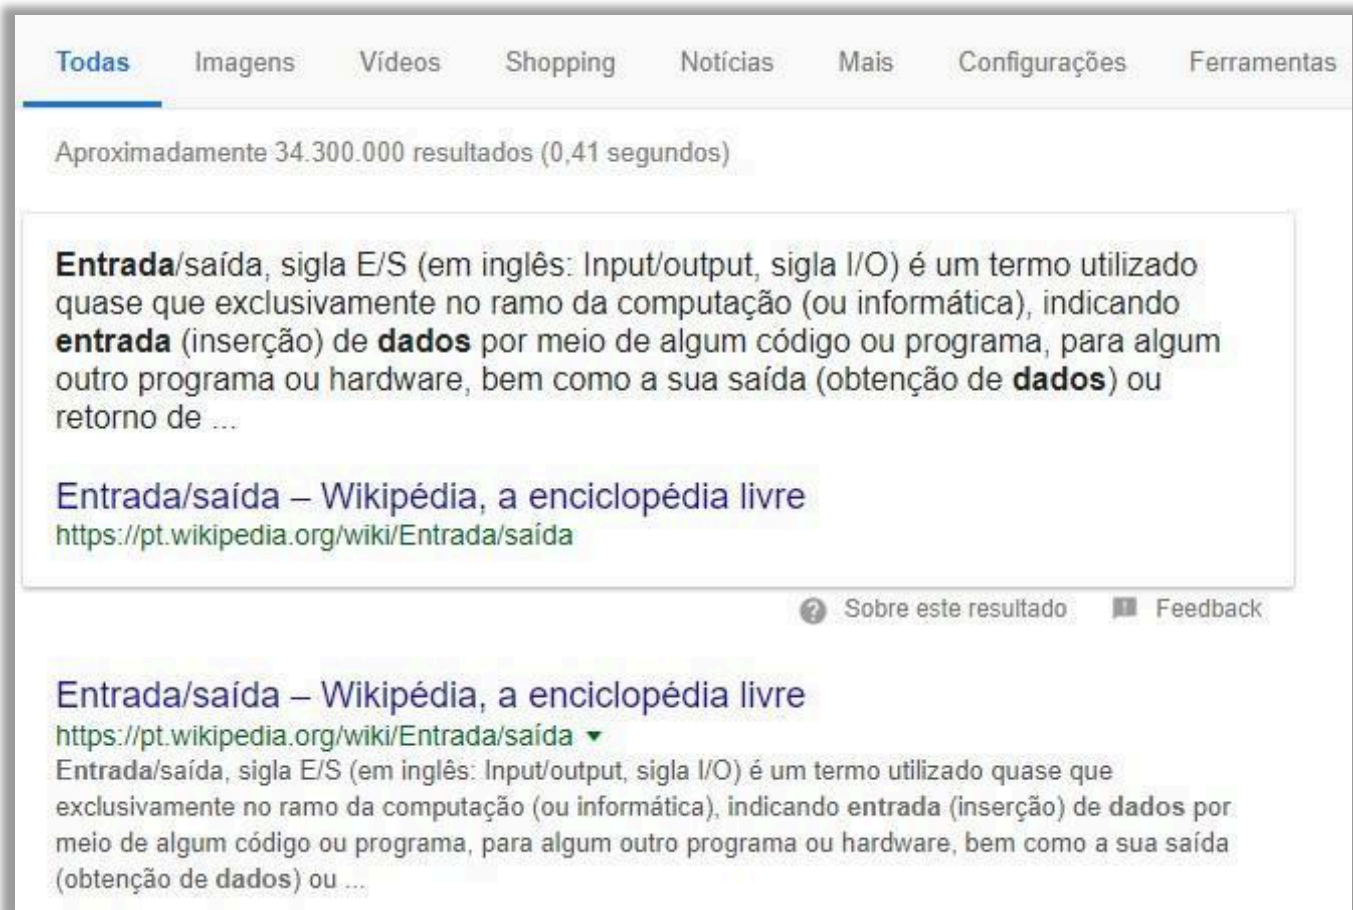 Todas Imagens Vídeos Shopping Notícias Mais Configurações Ferramentas
Aproximadamente 34.300.000 resultados (0,41 segundos)
Entrada/saída, sigla E/S (em inglês: Input/output, sigla I/O) é um termo utilizado
quase que exclusivamente no ramo da computação (ou informática), indicando
entrada (inserção) de dados por meio de algum código ou programa, para algum
outro programa ou hardware, bem como a sua saída (obtenção de dados) ou
retorno de ...
Entrada/saída – Wikipédia, a enciclopédia livre
https://pt.wikipedia.org/wiki/Entrada/saída
Sobre este resultado Feedback
Entrada/saída – Wikipédia, a enciclopédia livre
https://pt.wikipedia.org/wiki/Entrada/saída
Entrada/saída, sigla E/S (em inglês: Input/output, sigla I/O) é um termo utilizado quase que
exclusivamente no ramo da computação (ou informática), indicando entrada (inserção) de dados por
meio de algum código ou programa, para algum outro programa ou hardware, bem como a sua saída
(obtenção de dados) ou ...